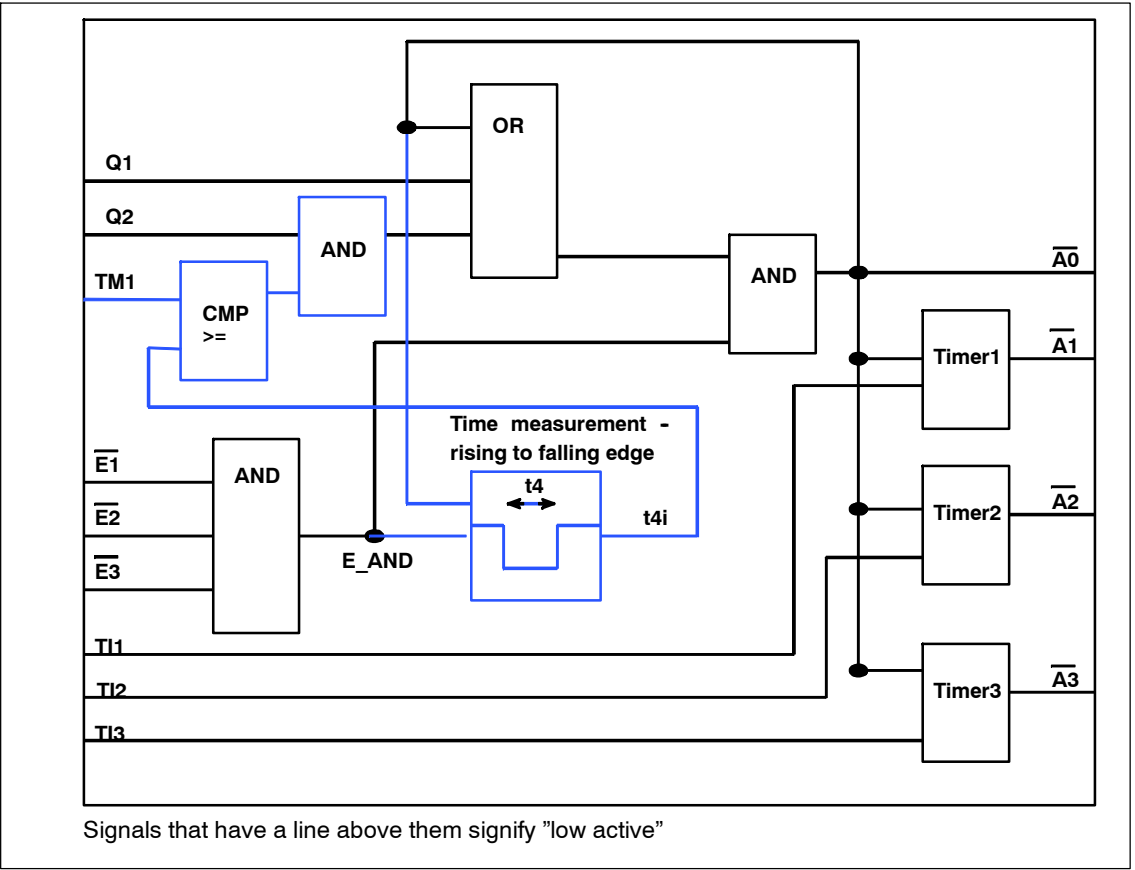 OR
Q1
Q2
AND
TM1
CMP
>=
AND
A0
Timer1
A1
Time measurement -
rising to falling edge
E1
AND
t4
E2
t4i
Timer2
A2
E_AND
E3
TI1
TI2
Timer3
A3
TI3
Signals that have a line above them signify ”low active”